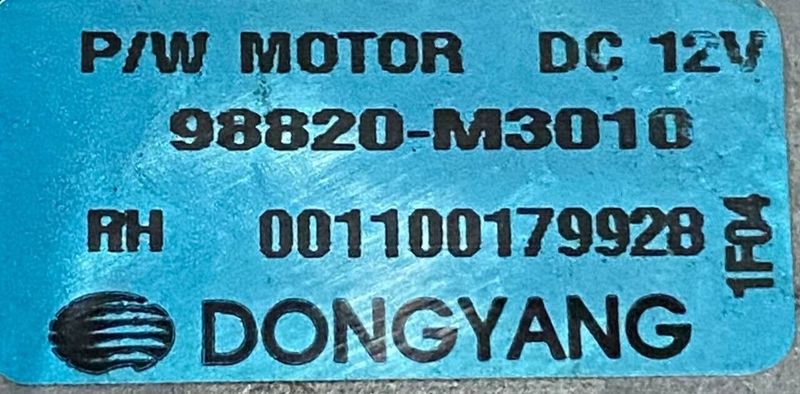 P/W MOTOR DC 12V
98820-M3010
RH 001100179928
1F04
DONGYANG